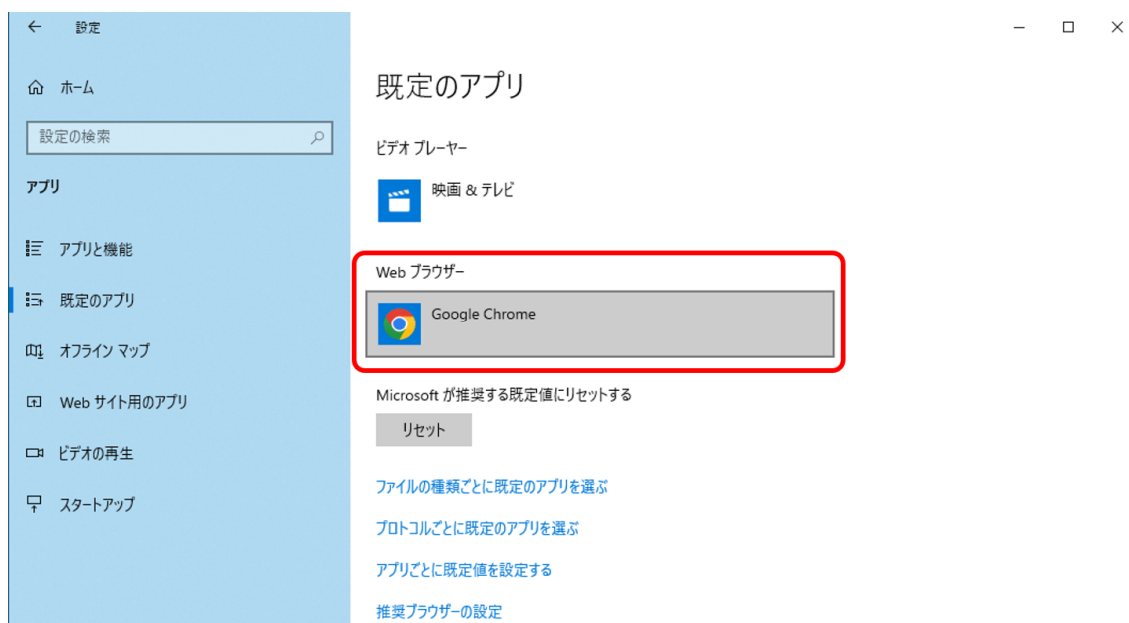 設定
ホーム
設定の検索
アプリ
アプリと機能
既定のアプリ
オフライン マップ
Web サイト用のアプリ
ビデオの再生
スタートアップ
既定のアプリ
ビデオ プレーヤー
映画 & テレビ
Web ブラウザー
Google Chrome
Microsoft が推奨する既定値にリセットする
リセット
ファイルの種類ごとに既定のアプリを選ぶ
プロトコルごとに既定のアプリを選ぶ
アプリごとに既定値を設定する
推奨ブラウザーの設定